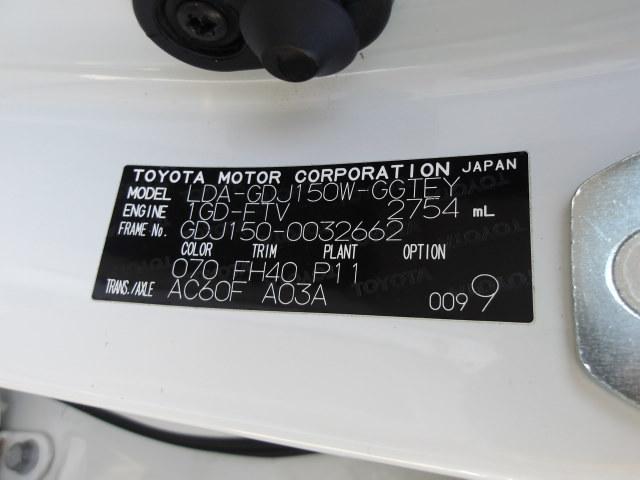 TOYOTA MOTOR CORPORATION JAPAN
MODEL LDA-GDJ150W-GGTEY
ENGINE 1GD-FTV 2754 mL
FRAME No. GDJ150-0032662
COLOR TRIM PLANT OPTION
070 FH40 P11
TRANS./AXLE AC60F A03A 0099